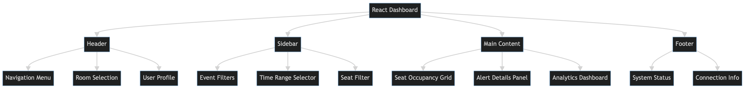 React Dashboard
Header
Sidebar
Main Content
Footer
Navigation Menu
Room Selection
User Profile
Event Filters
Time Range Selector
Seat Filter
Seat Occupancy Grid
Alert Details Panel
Analytics Dashboard
System Status
Connection Info